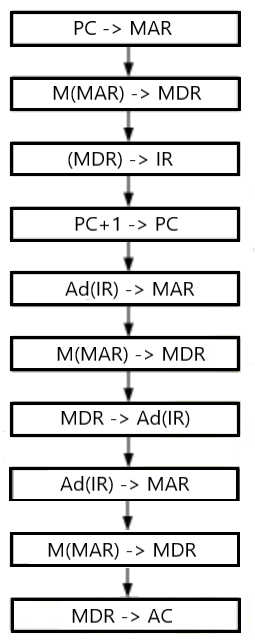 PC -> MAR
M(MAR) -> MDR
(MDR) -> IR
PC+1 -> PC
Ad(IR) -> MAR
M(MAR) -> MDR
MDR -> Ad(IR)
Ad(IR) -> MAR
M(MAR) -> MDR
MDR -> AC